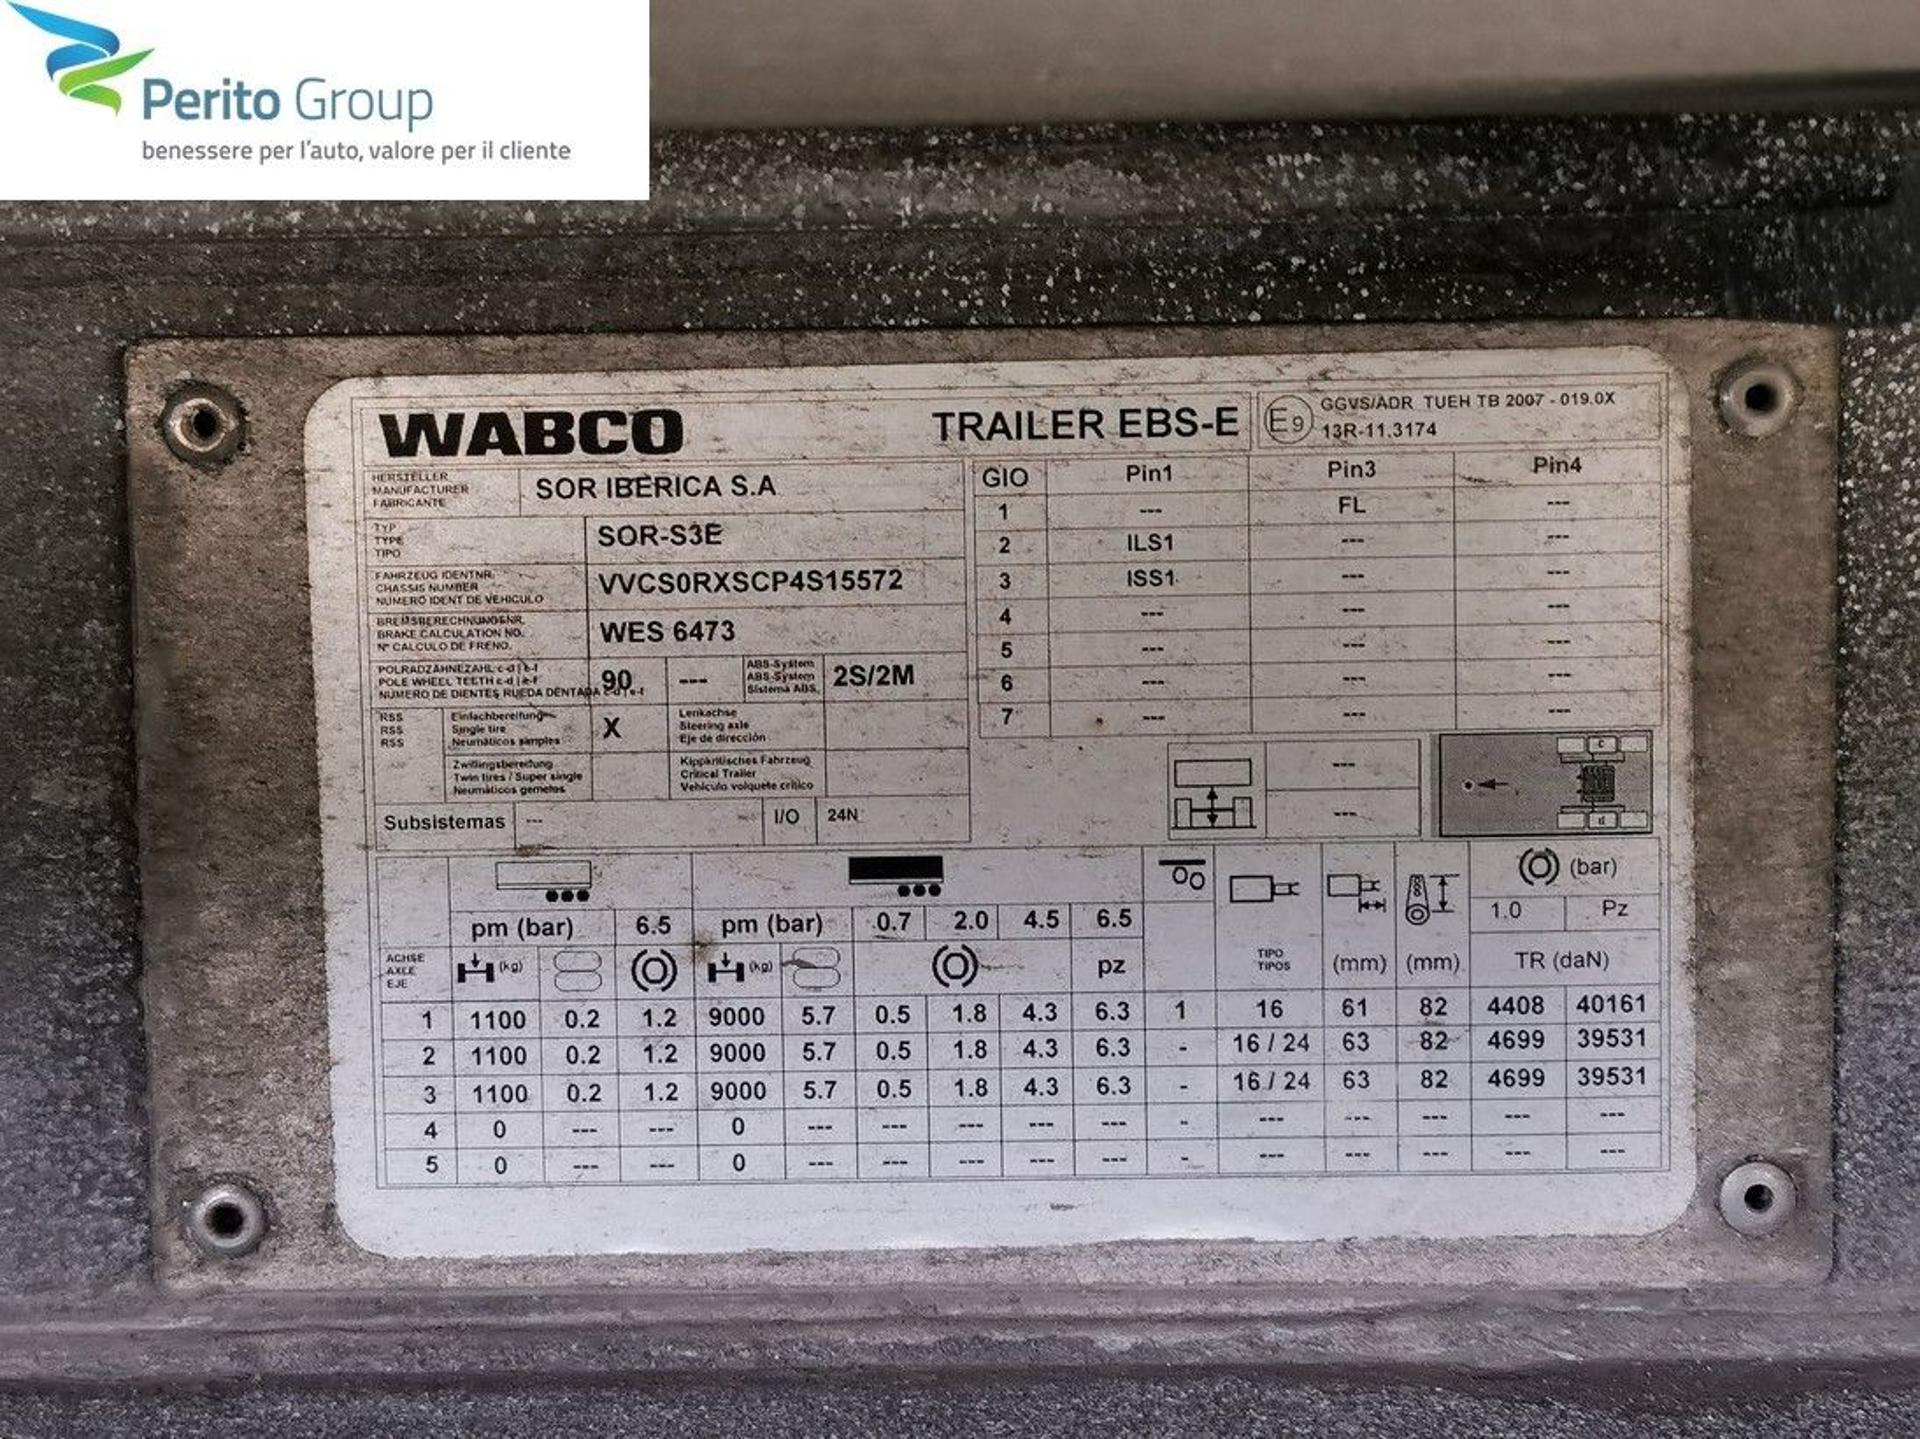 Perito Group
benessere per l'auto, valore per il cliente
WABCO TRAILER EBS-E E9 GGVS/ADR TUEH TB 2007 - 019.0X
13R-11.3174
HERSTELLER
MANUFACTURER
FABRICANTE
SOR IBERICA S.A
TYP
TYPE
TIPO
SOR-S3E
FAHRZEUG IDENTNR.
CHASSIS NUMBER
NUMERO IDENT DE VEHICULO
VVCS0RXSCP4S15572
BREMSBERECHNUNGSNR.
BRAKE CALCULATION NO.
Nº CALCULO DE FRENO.
WES 6473
POLRADZÄHNEZAHL c-d | e-f
POLE WHEEL TEETH c-d | e-f
NUMERO DE DIENTES RUEDA DENTADA c-d | e-f
90 ---
ABS-System
ABS-System
Sistema ABS.
2S/2M
RSS
RSS
RSS
Einfachbereifung
Single tire
Neumáticos simples
X
Lenkachse
Steering axle
Eje de dirección
Zwillingsbereifung
Twin tires / Super single
Neumáticos gemelos
Kippkritisches Fahrzeug
Critical Trailer
Vehiculo volquete crítico
Subsistemas --- I/O 24N
GIO Pin1 Pin3 Pin4
1 --- FL ---
2 ILS1 --- ---
3 ISS1 --- ---
4 --- --- ---
5 --- --- ---
6 --- --- ---
7 --- --- ---
---
---
c
d
(bar)
pm (bar) 6.5 pm (bar) 0.7 2.0 4.5 6.5 1.0 Pz
ACHSE
AXLE
EJE
(kg) (kg) pz
TIPO
TIPOS
(mm) (mm) TR (daN)
1 1100 0.2 1.2 9000 5.7 0.5 1.8 4.3 6.3 1 16 61 82 4408 40161
2 1100 0.2 1.2 9000 5.7 0.5 1.8 4.3 6.3 - 16 / 24 63 82 4699 39531
3 1100 0.2 1.2 9000 5.7 0.5 1.8 4.3 6.3 - 16 / 24 63 82 4699 39531
4 0 --- --- 0 --- --- --- --- --- - --- --- --- --- ---
5 0 --- --- 0 --- --- --- --- --- - --- --- --- --- ---